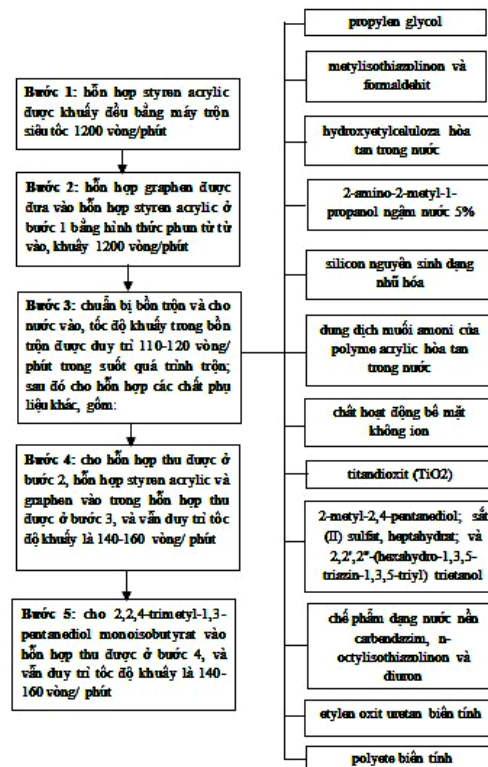 Bước 1: hỗn hợp styren acrylic
được khuấy đều bằng máy trộn
siêu tốc 1200 vòng/phút
Bước 2: hỗn hợp graphen được
đưa vào hỗn hợp styren acrylic ở
bước 1 bằng hình thức phun từ từ
vào, khuấy 1200 vòng/phút
Bước 3: chuẩn bị bồn trộn và cho
nước vào, tốc độ khuấy trong bồn
trộn được duy trì 110-120 vòng/
phút trong suốt quá trình trộn;
sau đó cho hỗn hợp các chất phụ
liệu khác, gồm:
Bước 4: cho hỗn hợp thu được ở
bước 2, hỗn hợp styren acrylic và
graphen vào trong hỗn hợp thu
được ở bước 3, và vẫn duy trì tốc
độ khuấy là 140-160 vòng/ phút
Bước 5: cho 2,2,4-trimetyl-1,3-
pentanediol monoisobutyrat vào
hỗn hợp thu được ở bước 4, và
vẫn duy trì tốc độ khuấy là 140-
160 vòng/ phút
propylen glycol
metylisothiazolinon và
formaldehit
hydroxyetylceluloza hòa
tan trong nước
2-amino-2-metyl-1-
propanol ngậm nước 5%
silicon nguyên sinh dạng
nhũ hóa
dung dịch muối amoni của
polyme acrylic hòa tan
trong nước
chất hoạt động bề mặt
không ion
titandioxit (TiO2)
2-metyl-2,4-pentanediol; sắt
(II) sulfat, heptahydrat; và
2,2',2"-(hexahydro-1,3,5-
triazin-1,3,5-triyl) trietanol
chế phẩm dạng nước nền
carbendazim, n-
octylisothiazolinon và
diuron
etylen oxit uretan biến tính
polyete biến tính